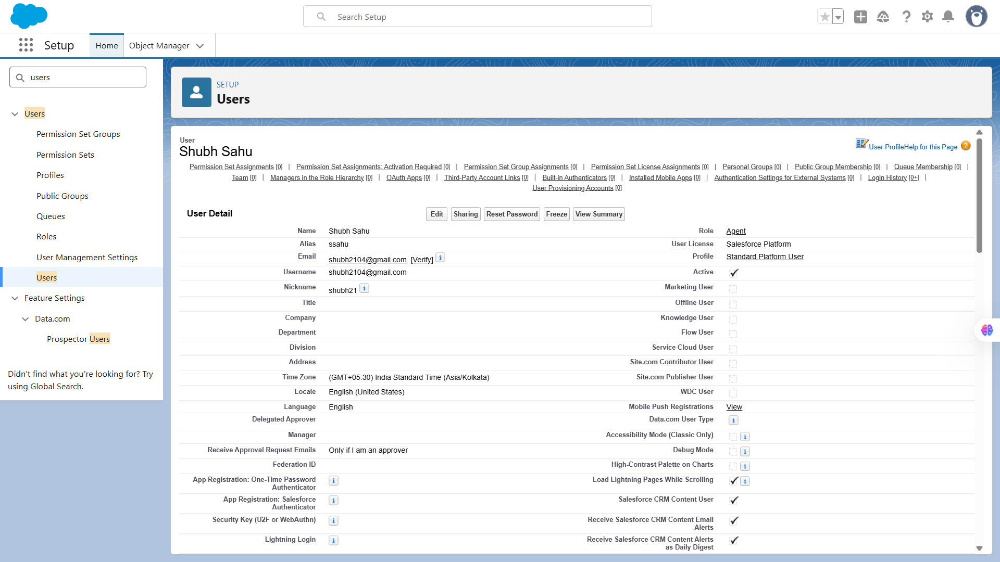 Search Setup
Setup
Home
Object Manager
users
Users
Permission Set Groups
Permission Sets
Profiles
Public Groups
Queues
Roles
User Management Settings
Users
Feature Settings
Data.com
Prospector Users
Didn't find what you're looking for? Try
using Global Search.
SETUP
Users
User
Shubh Sahu
User Profile Help for this Page
Permission Set Assignments [0] | Permission Set Assignments: Activation Required [0] | Permission Set Group Assignments [0] | Permission Set License Assignments [0] | Personal Groups [0] | Public Group Membership [0] | Queue Membership [0] |
Team [0] | Managers in the Role Hierarchy [0] | OAuth Apps [0] | Third-Party Account Links [0] | Built-in Authenticators [0] | Installed Mobile Apps [0] | Authentication Settings for External Systems [0] | Login History [0+] |
User Provisioning Accounts [0]
User Detail
Edit Sharing Reset Password Freeze View Summary
Name Shubh Sahu Role Agent
Alias ssahu User License Salesforce Platform
Email shubh2104@gmail.com [Verify] i Profile Standard Platform User
Username shubh2104@gmail.com Active
Nickname shubh21 i Marketing User
Title Offline User
Company Knowledge User
Department Flow User
Division Service Cloud User
Address Site.com Contributor User
Time Zone (GMT+05:30) India Standard Time (Asia/Kolkata) Site.com Publisher User
Locale English (United States) WDC User
Language English Mobile Push Registrations View
Delegated Approver Data.com User Type i
Manager Accessibility Mode (Classic Only) i
Receive Approval Request Emails Only if I am an approver Debug Mode i
Federation ID High-Contrast Palette on Charts i
App Registration: One-Time Password
Authenticator i Load Lightning Pages While Scrolling i
App Registration: Salesforce
Authenticator i Salesforce CRM Content User
Security Key (U2F or WebAuthn) i Receive Salesforce CRM Content Email
Alerts
Lightning Login i Receive Salesforce CRM Content Alerts
as Daily Digest